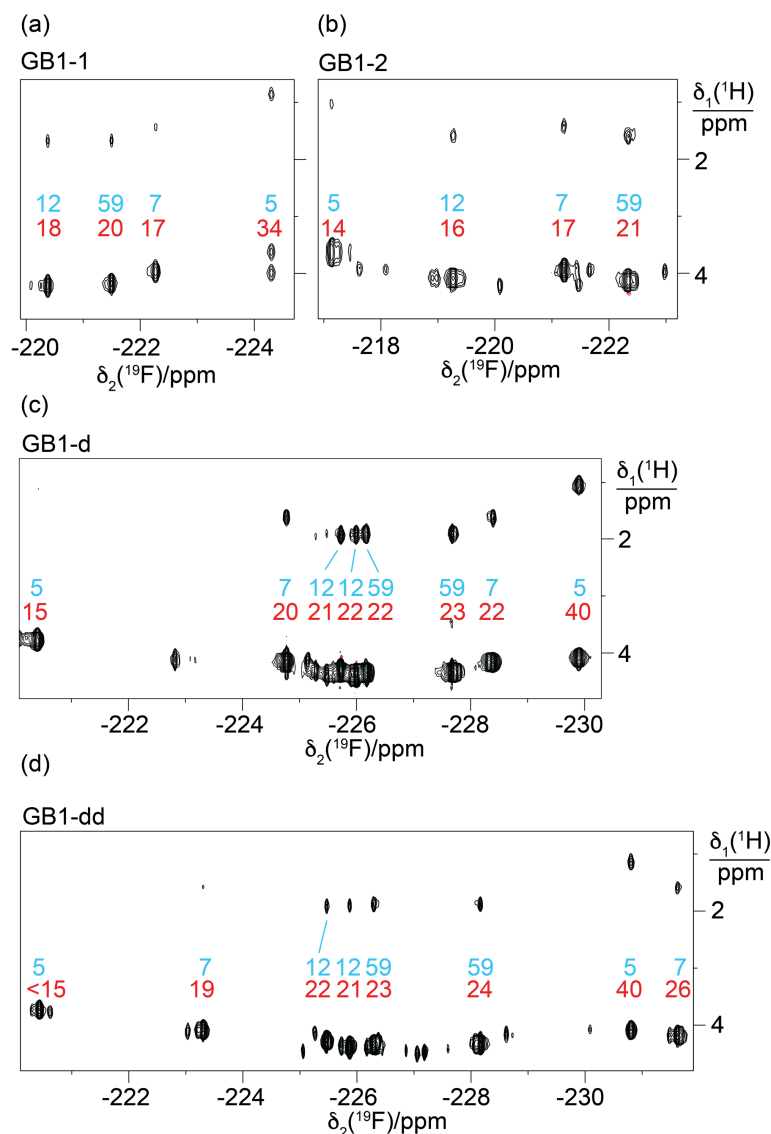 (a)
GB1-1
12 59 7 5
18 20 17 34
-220 -222 -224
δ₂(¹⁹F)/ppm
(b)
GB1-2
δ₁(¹H)
ppm
2
5 12 7 59
14 16 17 21
4
-218 -220 -222
δ₂(¹⁹F)/ppm
(c)
GB1-d
δ₁(¹H)
ppm
2
5 7 12 12 59 59 7 5
15 20 21 22 22 23 22 40
4
-222 -224 -226 -228 -230
δ₂(¹⁹F)/ppm
(d)
GB1-dd
δ₁(¹H)
ppm
2
5 7 12 12 59 59 5 7
<15 19 22 21 23 24 40 26
4
-222 -224 -226 -228 -230
δ₂(¹⁹F)/ppm